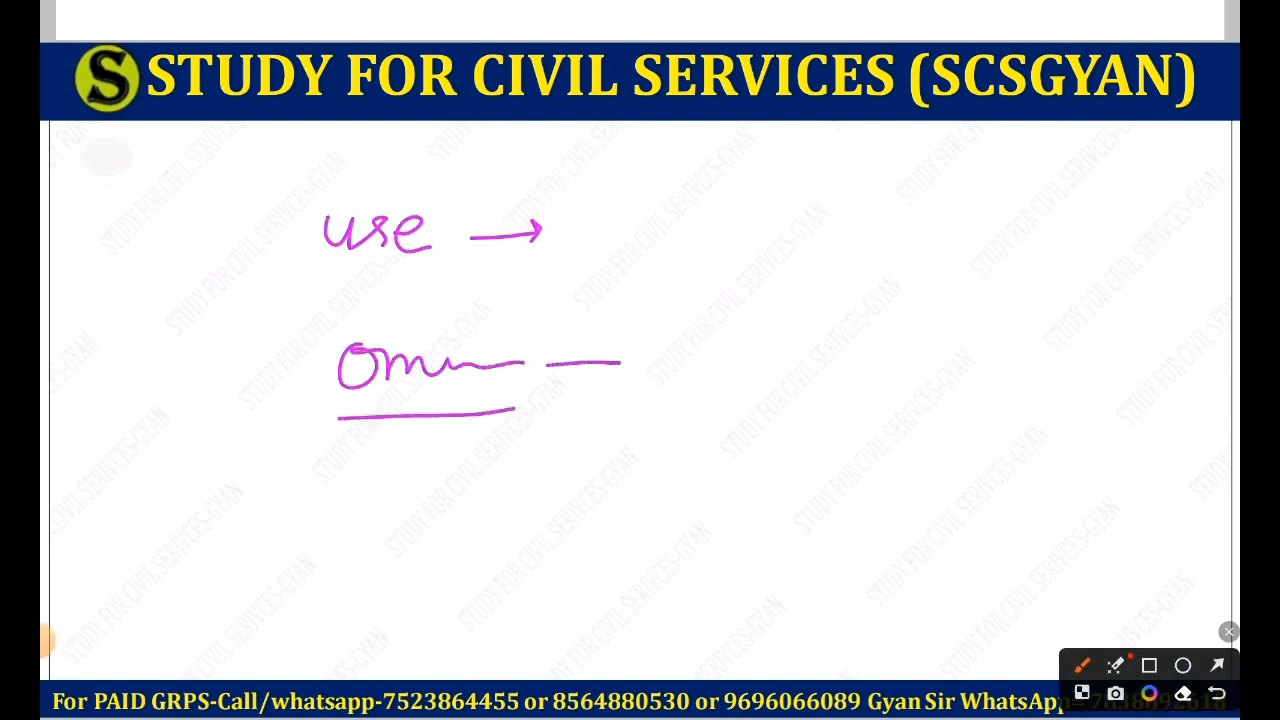 STUDY FOR CIVIL SERVICES (SCSGYAN)
use →
For PAID GRPS-Call/whatsapp-7523864455 or 8564880530 or 9696066089 Gyan Sir WhatsApp